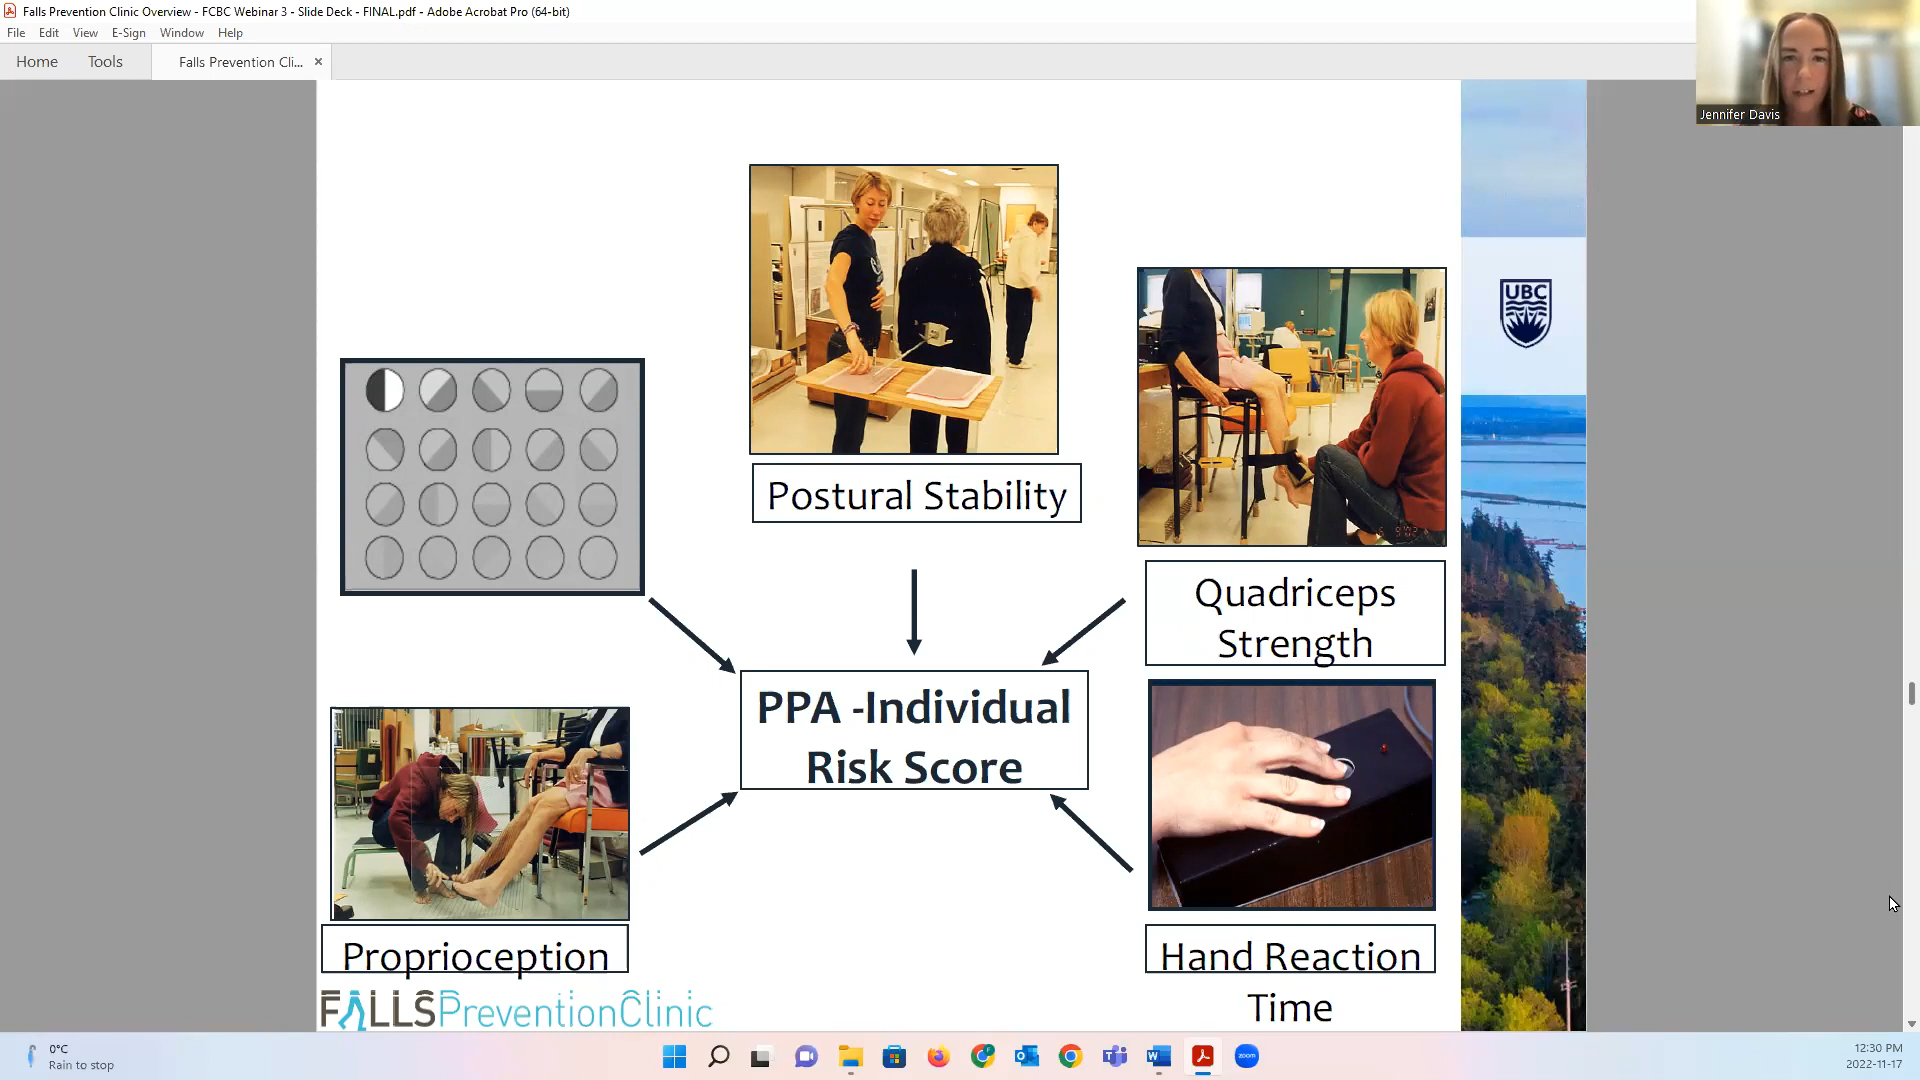 Falls Prevention Clinic Overview - FCBC Webinar 3 - Slide Deck - FINAL.pdf - Adobe Acrobat Pro (64-bit)
File Edit View E-Sign Window Help
Home Tools Falls Prevention Cli... ×
Jennifer Davis
UBC
Postural Stability
Quadriceps
Strength
PPA -Individual
Risk Score
Proprioception
Hand Reaction
Time
FALLSPreventionClinic
0°C
Rain to stop
zoom
12:30 PM
2022-11-17